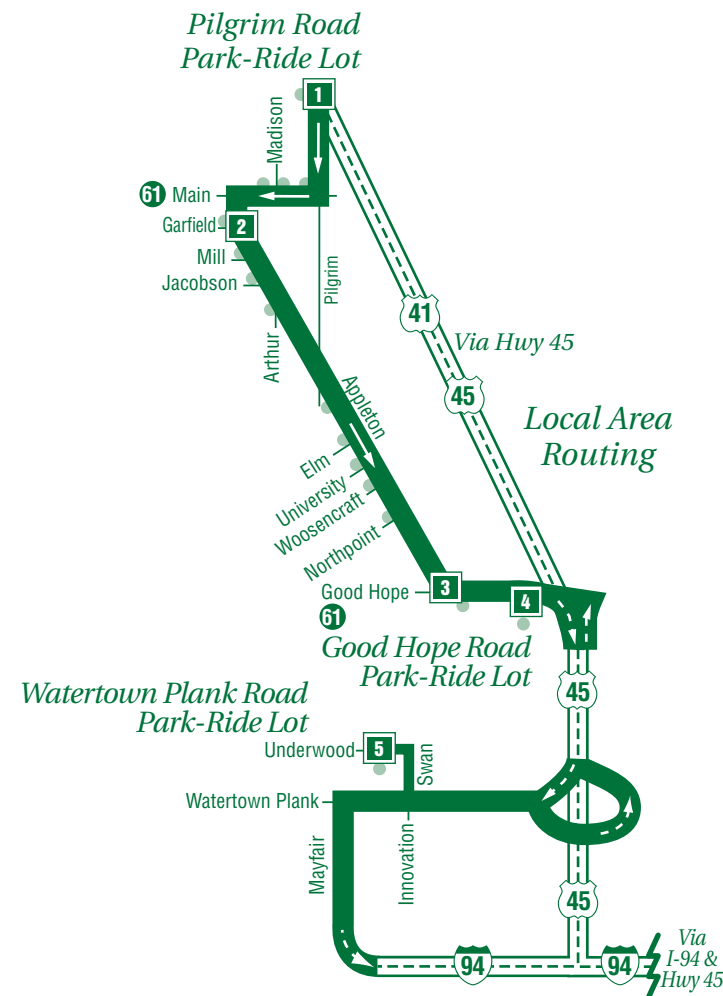 Pilgrim Road
Park-Ride Lot
1
Madison
61 Main
Garfield
2
Mill
Jacobson
Pilgrim
Arthur
41
Via Hwy 45
45
Appleton
Local Area
Routing
Elm
University
Woosencraft
Northpoint
Good Hope
3
4
61
Good Hope Road
Park-Ride Lot
45
Watertown Plank Road
Park-Ride Lot
Underwood
5
Swan
Watertown Plank
Mayfair
Innovation
45
94
94
Via
I-94 &
Hwy 45